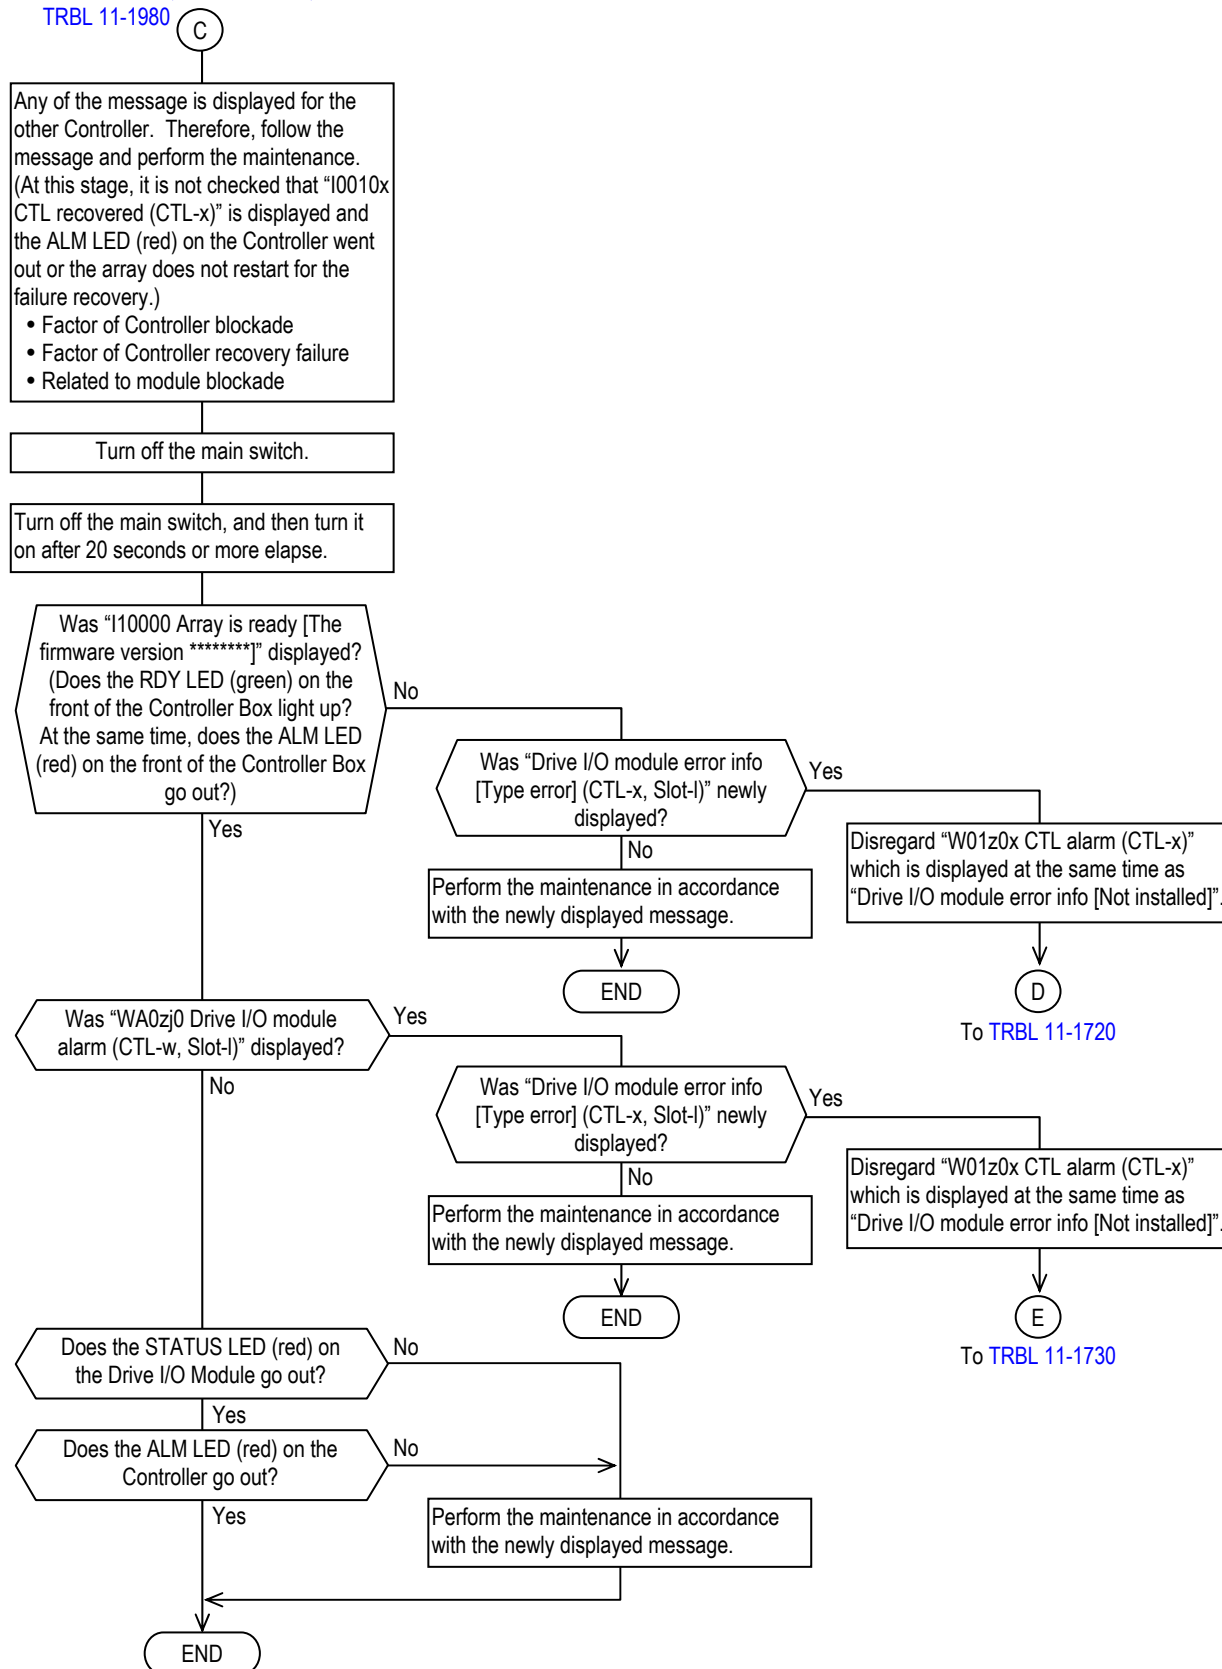 TRBL 11-1980
C
Any of the message is displayed for the
other Controller.  Therefore, follow the
message and perform the maintenance.
(At this stage, it is not checked that “I0010x
CTL recovered (CTL-x)” is displayed and
the ALM LED (red) on the Controller went
out or the array does not restart for the
failure recovery.)
• Factor of Controller blockade
• Factor of Controller recovery failure
• Related to module blockade
Turn off the main switch.
Turn off the main switch, and then turn it
on after 20 seconds or more elapse.
Was “I10000 Array is ready [The
firmware version ********]” displayed?
(Does the RDY LED (green) on the
front of the Controller Box light up?
At the same time, does the ALM LED
(red) on the front of the Controller Box
go out?)
No
Yes
Was “Drive I/O module error info
[Type error] (CTL-x, Slot-l)” newly
displayed?
Yes
No
Disregard “W01z0x CTL alarm (CTL-x)”
which is displayed at the same time as
“Drive I/O module error info [Not installed]”.
Perform the maintenance in accordance
with the newly displayed message.
END
D
To TRBL 11-1720
Was “WA0zj0 Drive I/O module
alarm (CTL-w, Slot-l)” displayed?
Yes
No
Was “Drive I/O module error info
[Type error] (CTL-x, Slot-l)” newly
displayed?
Yes
No
Disregard “W01z0x CTL alarm (CTL-x)”
which is displayed at the same time as
“Drive I/O module error info [Not installed]”.
Perform the maintenance in accordance
with the newly displayed message.
END
E
To TRBL 11-1730
Does the STATUS LED (red) on
the Drive I/O Module go out?
No
Yes
Does the ALM LED (red) on the
Controller go out?
No
Yes
Perform the maintenance in accordance
with the newly displayed message.
END